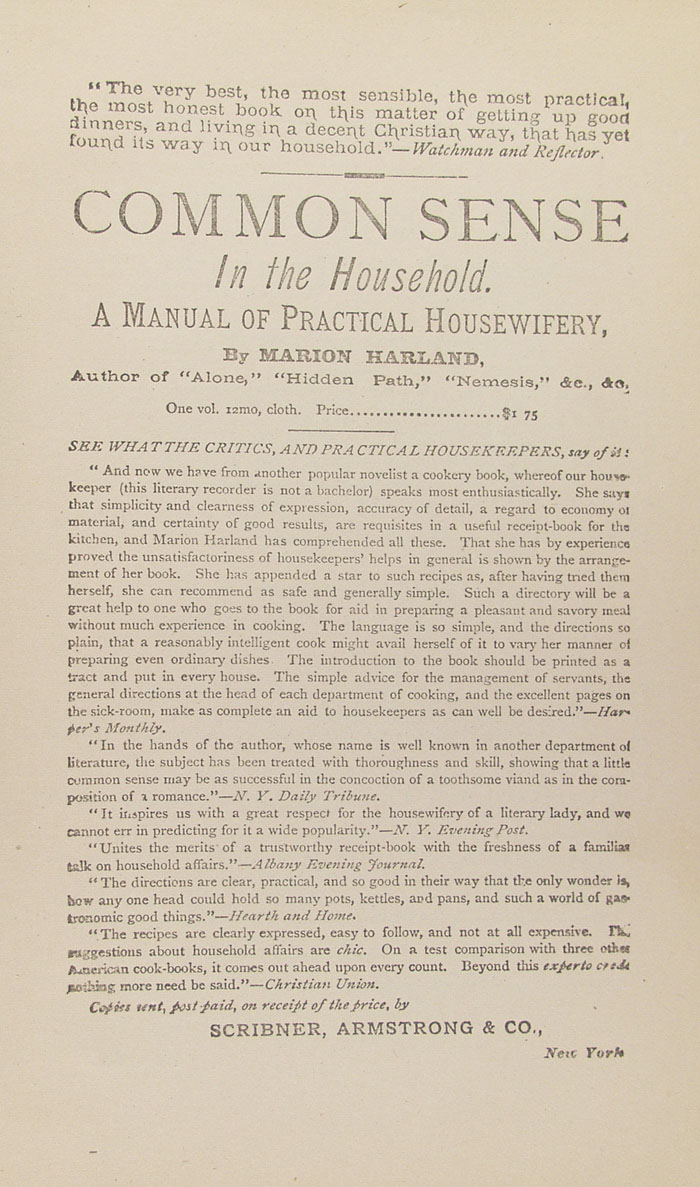 "The very best, the most sensible, the most practical,
the most honest book on this matter of getting up good
dinners, and living in a decent Christian way, that has yet
found its way in our household."—Watchman and Reflector.
COMMON SENSE
In the Household.
A MANUAL OF PRACTICAL HOUSEWIFERY,
By MARION HARLAND,
Author of "Alone," "Hidden Path," "Nemesis," &c., &c.
One vol. 12mo, cloth. Price.......................$1 75
SEE WHAT THE CRITICS, AND PRACTICAL HOUSEKEEPERS, say of it:
"And now we have from another popular novelist a cookery book, whereof our house-
keeper (this literary recorder is not a bachelor) speaks most enthusiastically. She says
that simplicity and clearness of expression, accuracy of detail, a regard to economy of
material, and certainty of good results, are requisites in a useful receipt-book for the
kitchen, and Marion Harland has comprehended all these. That she has by experience
proved the unsatisfactoriness of housekeepers' helps in general is shown by the arrange-
ment of her book. She has appended a star to such recipes as, after having tried them
herself, she can recommend as safe and generally simple. Such a directory will be a
great help to one who goes to the book for aid in preparing a pleasant and savory meal
without much experience in cooking. The language is so simple, and the directions so
plain, that a reasonably intelligent cook might avail herself of it to vary her manner of
preparing even ordinary dishes. The introduction to the book should be printed as a
tract and put in every house. The simple advice for the management of servants, the
general directions at the head of each department of cooking, and the excellent pages on
the sick-room, make as complete an aid to housekeepers as can well be desired."—Har-
per's Monthly.
"In the hands of the author, whose name is well known in another department of
literature, the subject has been treated with thoroughness and skill, showing that a little
common sense may be as successful in the concoction of a toothsome viand as in the com-
position of a romance."—N. Y. Daily Tribune.
"It inspires us with a great respect for the housewifery of a literary lady, and we
cannot err in predicting for it a wide popularity."—N. Y. Evening Post.
"Unites the merits of a trustworthy receipt-book with the freshness of a familiar
talk on household affairs."—Albany Evening Journal.
"The directions are clear, practical, and so good in their way that the only wonder is,
how any one head could hold so many pots, kettles, and pans, and such a world of gas-
tronomic good things."—Hearth and Home.
"The recipes are clearly expressed, easy to follow, and not at all expensive. The
suggestions about household affairs are chic. On a test comparison with three other
American cook-books, it comes out ahead upon every count. Beyond this experto crede
nothing more need be said."—Christian Union.
Copies sent, post-paid, on receipt of the price, by
SCRIBNER, ARMSTRONG & CO.,
New York